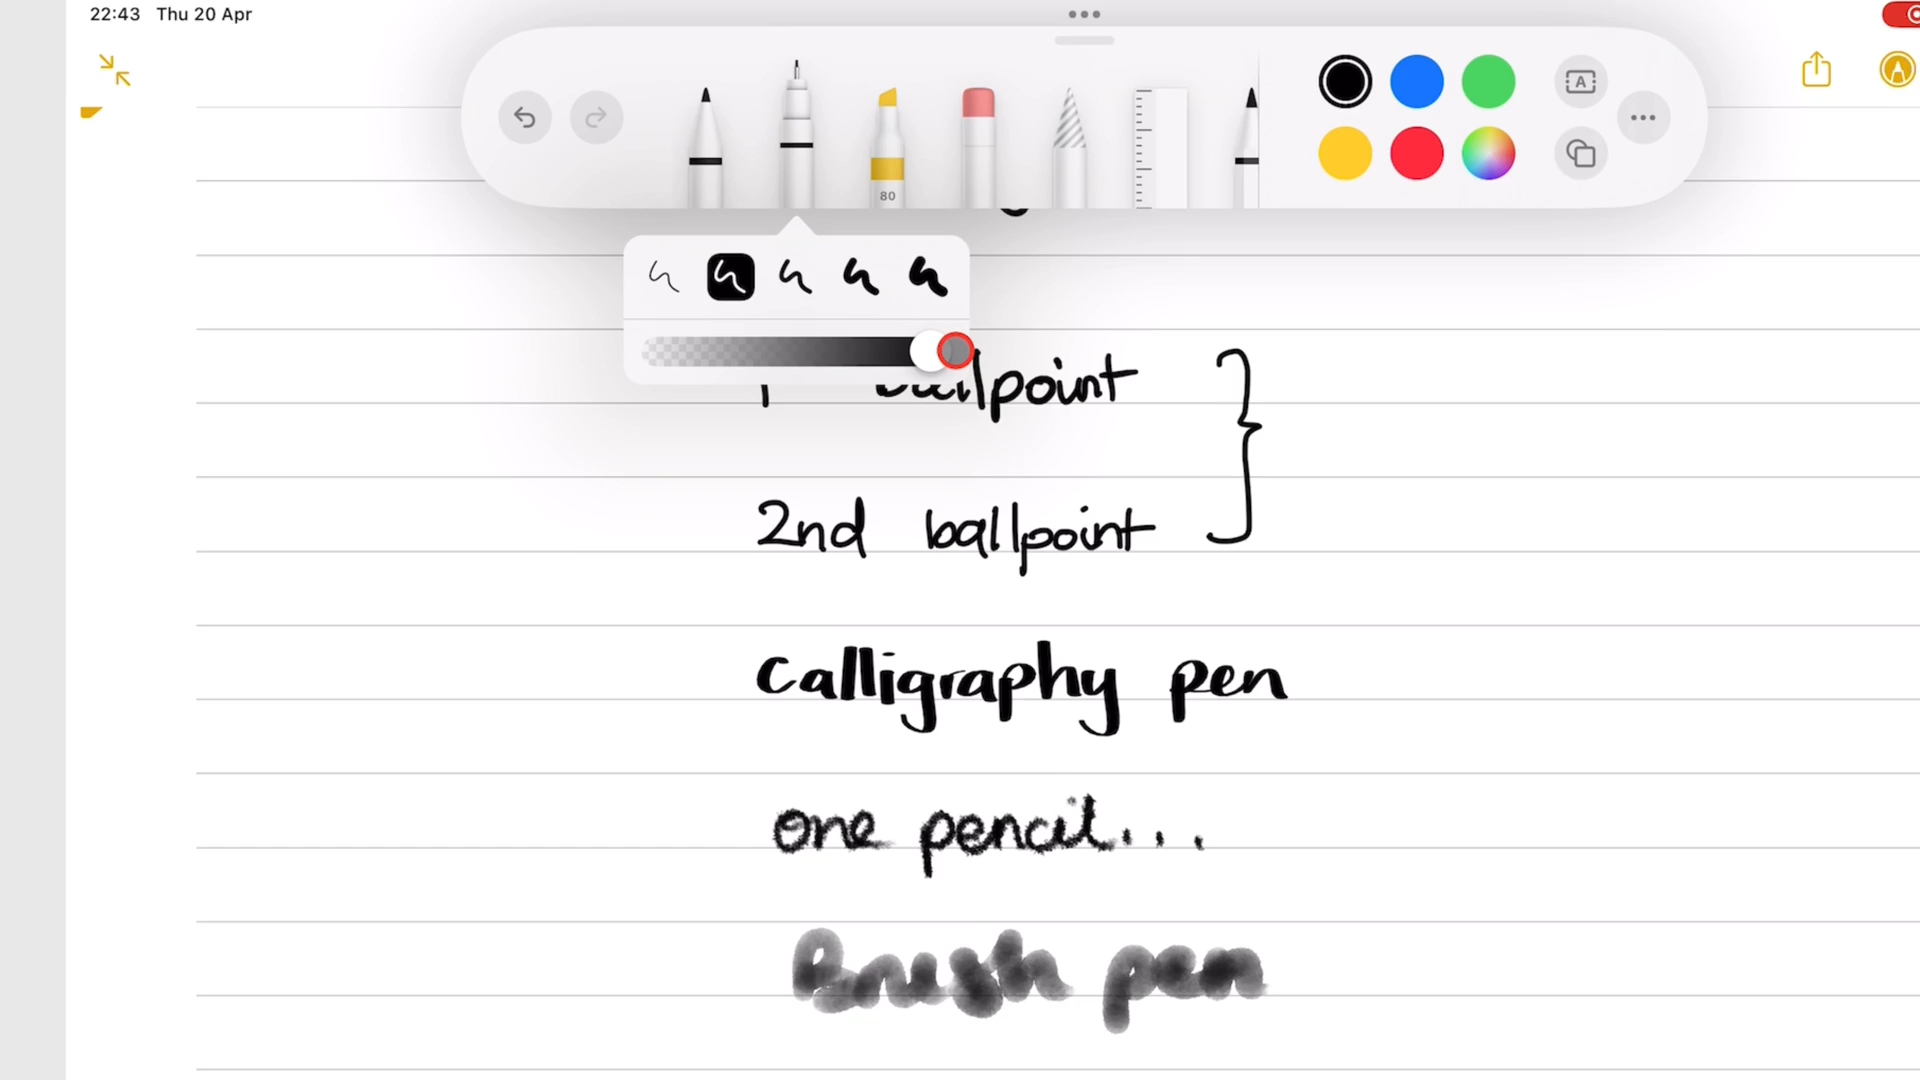 22:43 Thu 20 Apr
A
80
ballpoint
2nd ballpoint
Calligraphy pen
one pencil...
Brush pen